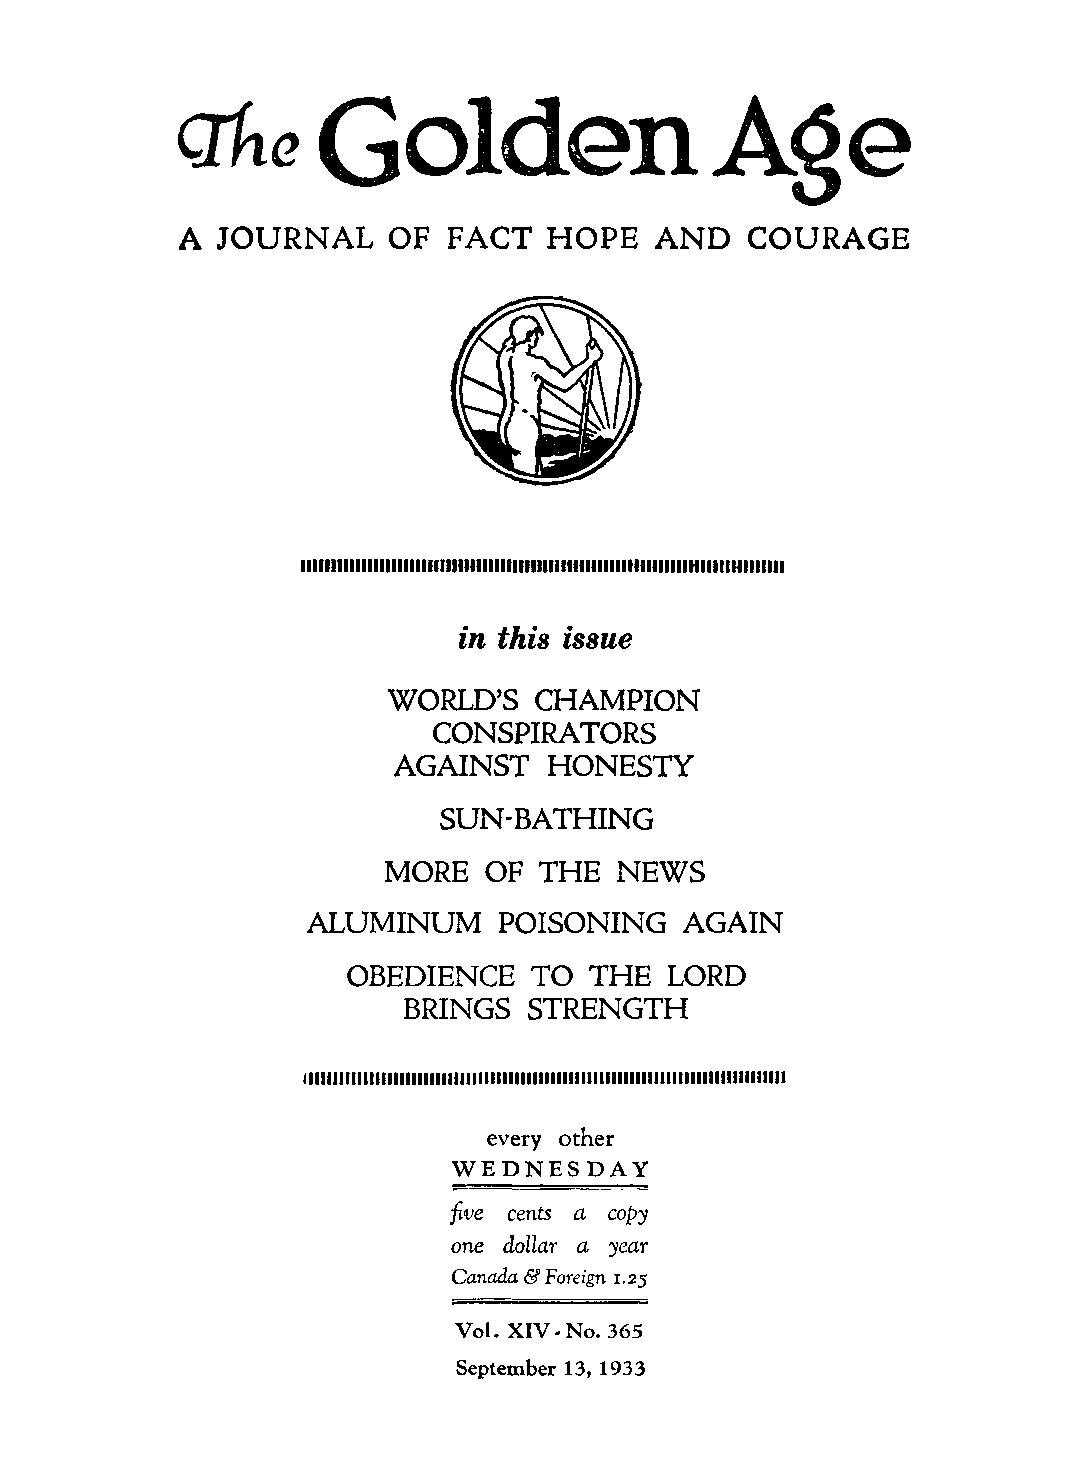 The Golden Age
A JOURNAL OF FACT HOPE AND COURAGE
in this issue
WORLD'S CHAMPION
CONSPIRATORS
AGAINST HONESTY
SUN-BATHING
MORE OF THE NEWS
ALUMINUM POISONING AGAIN
OBEDIENCE TO THE LORD
BRINGS STRENGTH
every other
WEDNESDAY
five cents a copy
one dollar a year
Canada & Foreign 1.25
Vol. XIV - No. 365
September 13, 1933